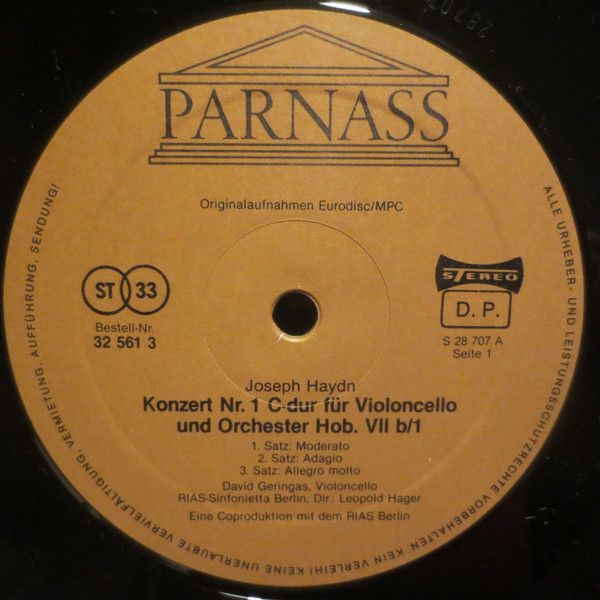 PARNASS
Originalaufnahmen Eurodisc/MPC
ST 33
Bestell-Nr.
32 561 3
STEREO
D. P.
S 28 707 A
Seite 1
Joseph Haydn
Konzert Nr. 1 C-dur für Violoncello
und Orchester Hob. VII b/1
1. Satz: Moderato
2. Satz: Adagio
3. Satz: Allegro molto
David Geringas, Violoncello
RIAS-Sinfonietta Berlin, Dir.: Leopold Hager
Eine Coproduktion mit dem RIAS Berlin
ALLE URHEBER- UND LEISTUNGSSCHUTZRECHTE VORBEHALTEN. KEIN VERLEIH! KEINE UNERLAUBTE VERVIELFÄLTIGUNG, VERMIETUNG, AUFFÜHRUNG, SENDUNG!